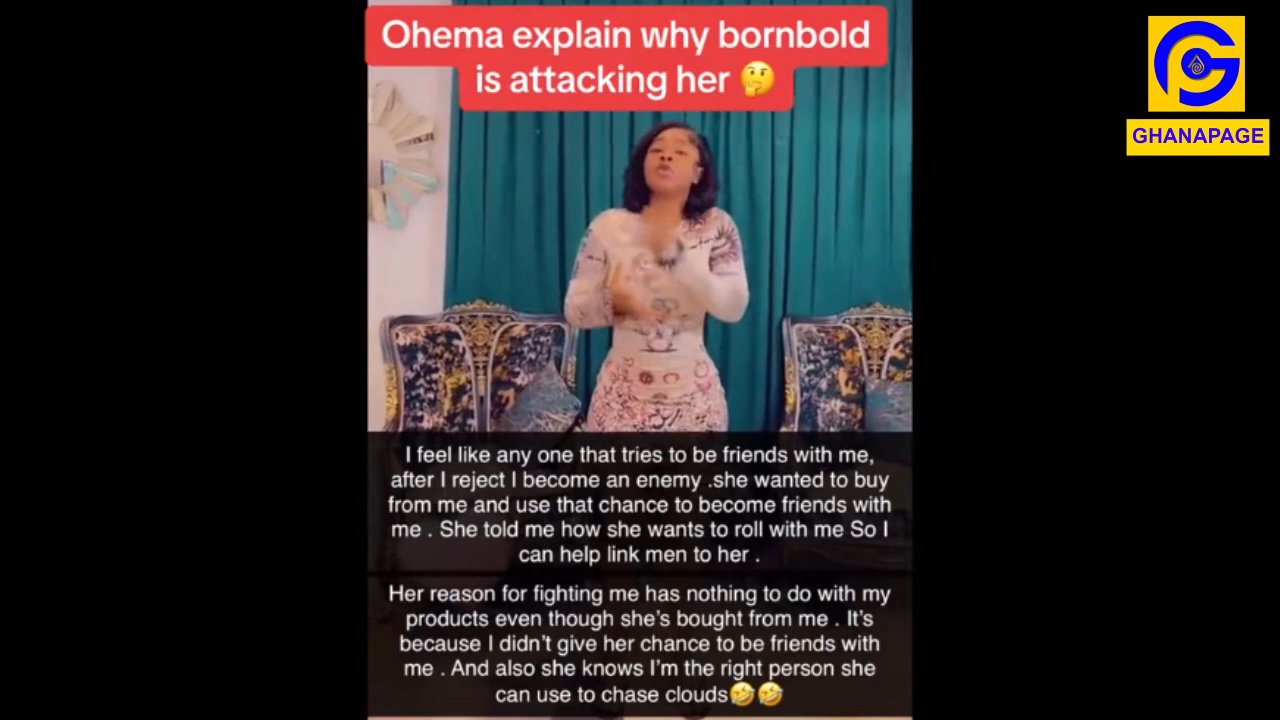 Ohema explain why bornbold
is attacking her 🤔
GHANAPAGE
I feel like any one that tries to be friends with me,
after I reject I become an enemy .she wanted to buy
from me and use that chance to become friends with
me . She told me how she wants to roll with me So I
can help link men to her .
Her reason for fighting me has nothing to do with my
products even though she’s bought from me . It’s
because I didn’t give her chance to be friends with
me . And also she knows I’m the right person she
can use to chase clouds🤣🤣